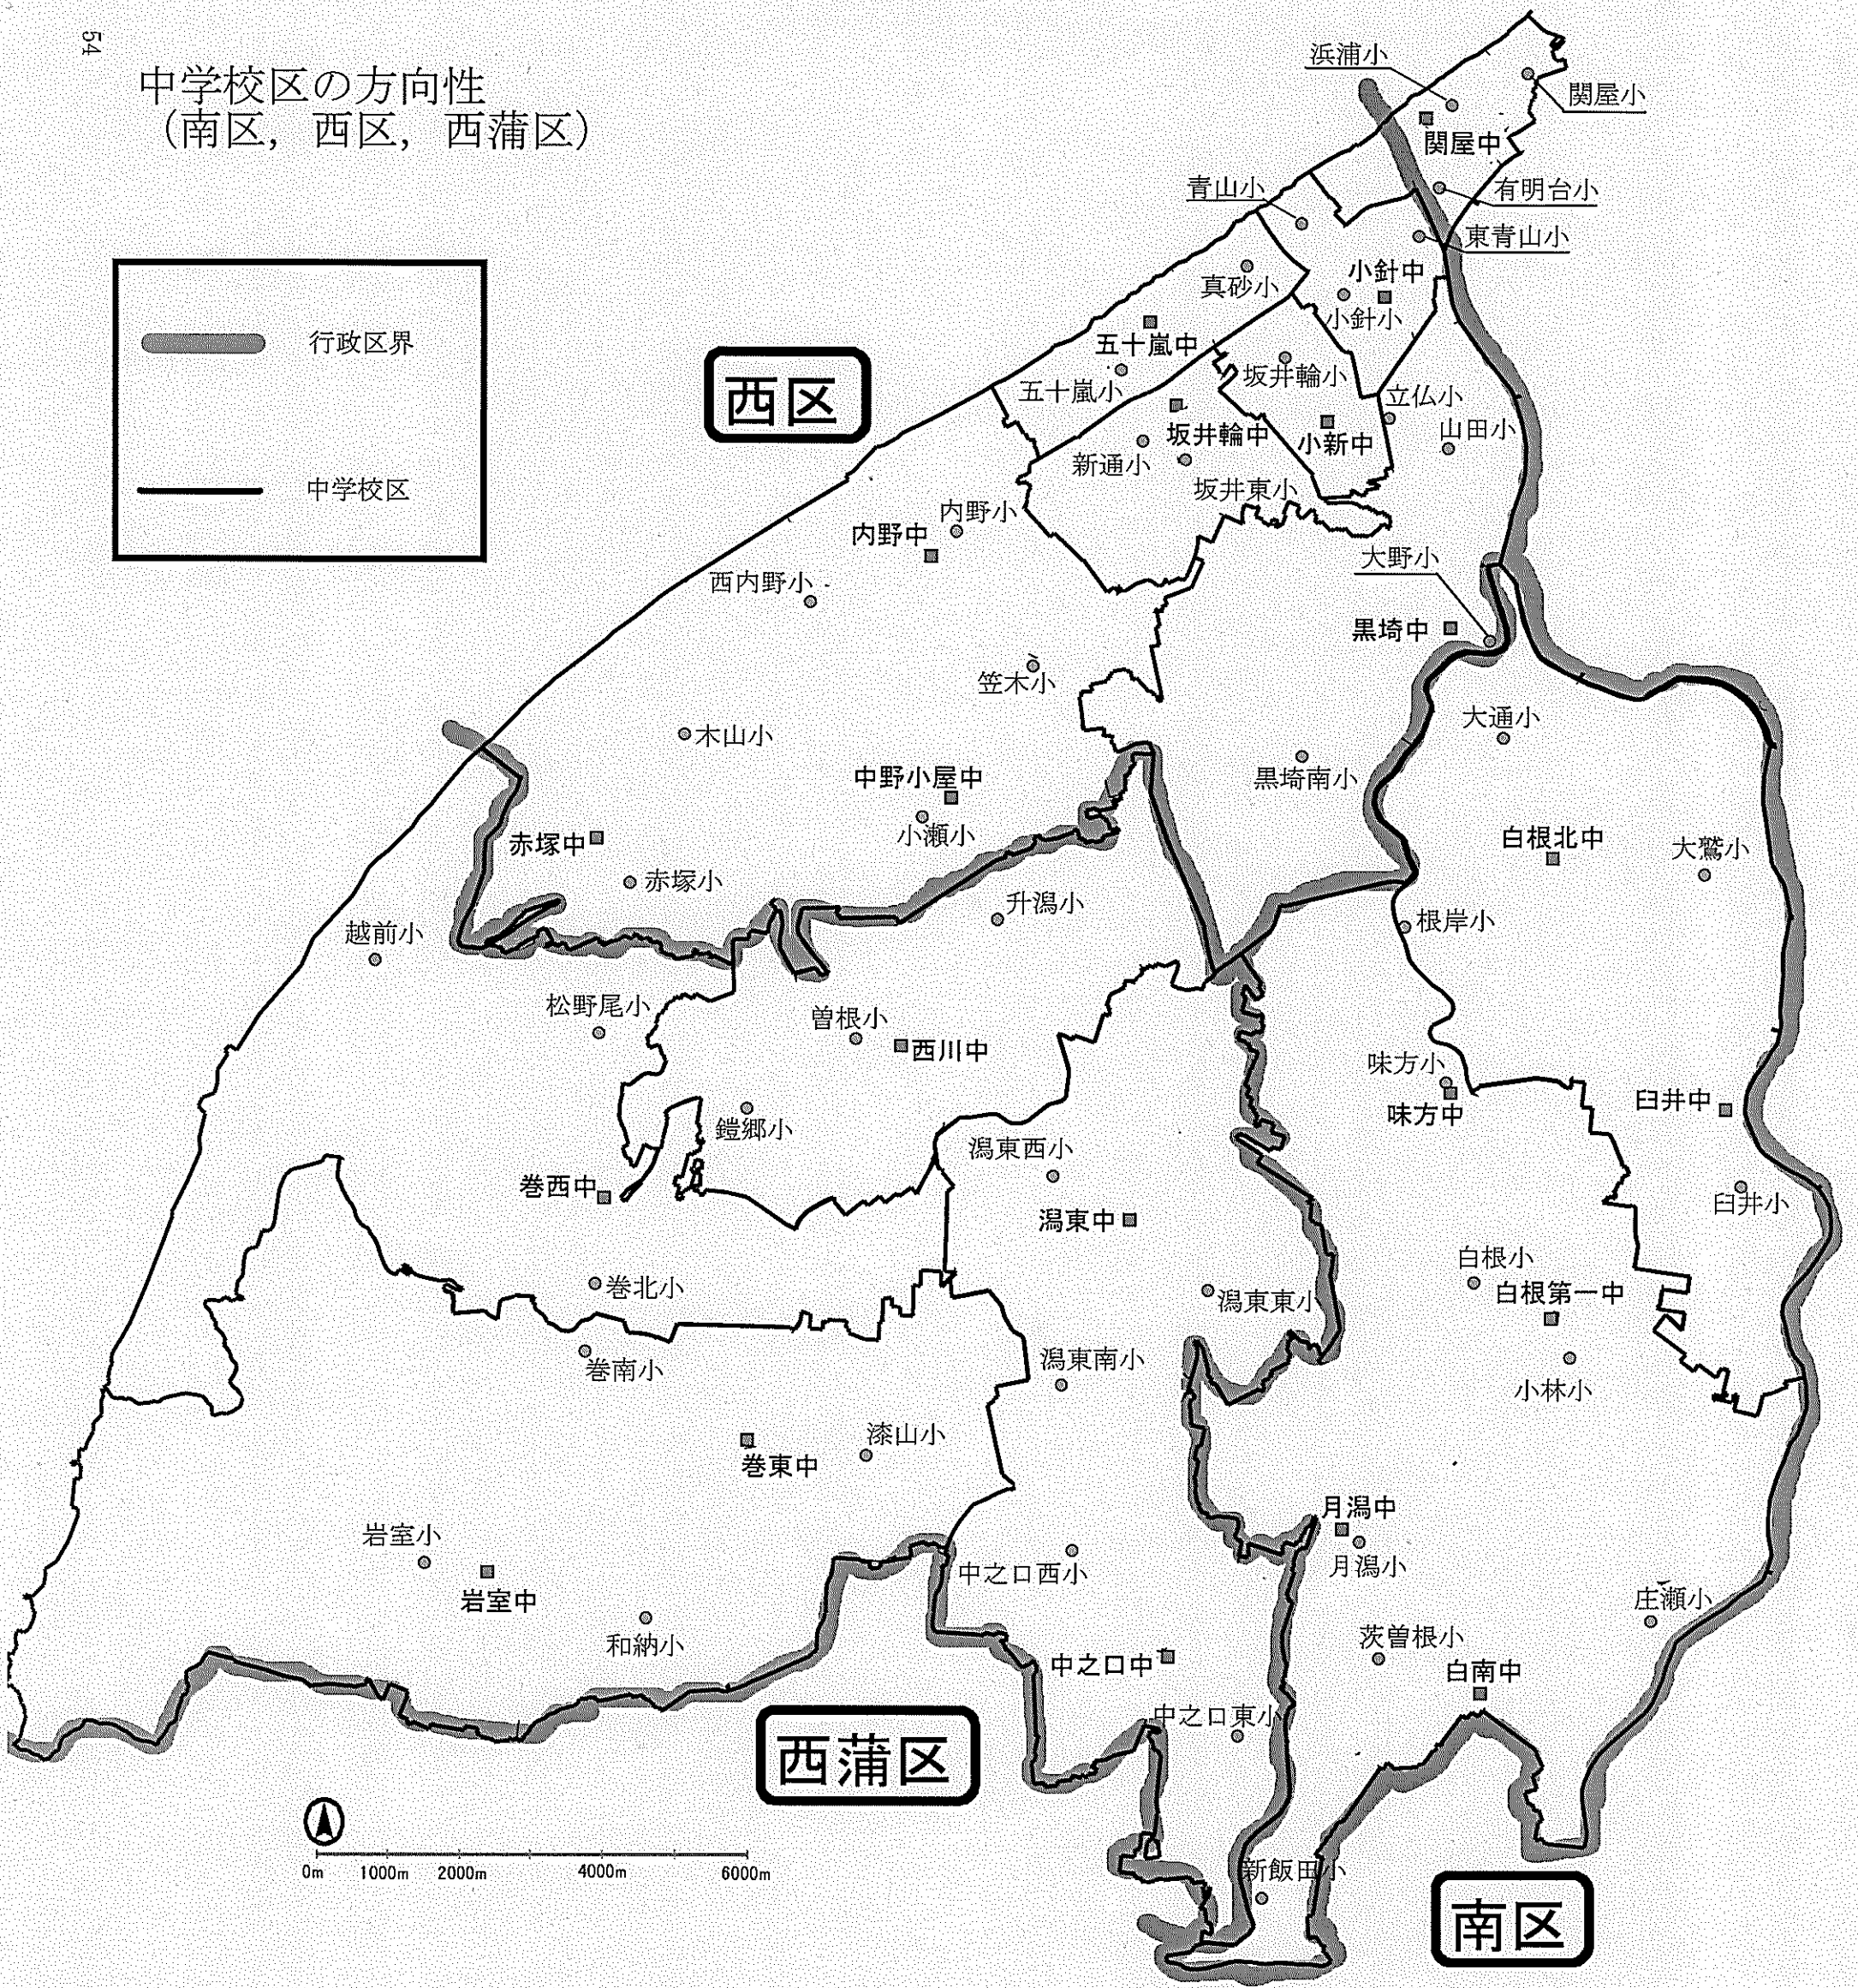 54
中学校区の方向性
（南区，西区，西蒲区）
行政区界
中学校区
浜浦小
関屋小
関屋中
青山小
有明台小
東青山小
小針中
真砂小
小針小
五十嵐中
西区
坂井輪小
五十嵐小
立仏小
坂井輪中
小新中
山田小
新通小
坂井東小
内野小
内野中
大野小
西内野小
黒埼中
笠木小
大通小
木山小
中野小屋中
黒埼南小
小瀬小
赤塚中
白根北中
大鷲小
赤塚小
升潟小
越前小
根岸小
松野尾小
曽根小
西川中
味方小
鎧郷小
味方中
臼井中
潟東西小
巻西中
潟東中
臼井小
白根小
巻北小
潟東東小
白根第一中
巻南小
潟東南小
小林小
漆山小
巻東中
月潟中
岩室小
月潟小
中之口西小
岩室中
庄瀬小
和納小
茨曽根小
中之口中
白南中
中之口東小
西蒲区
0m 1000m 2000m 4000m 6000m
新飯田小
南区